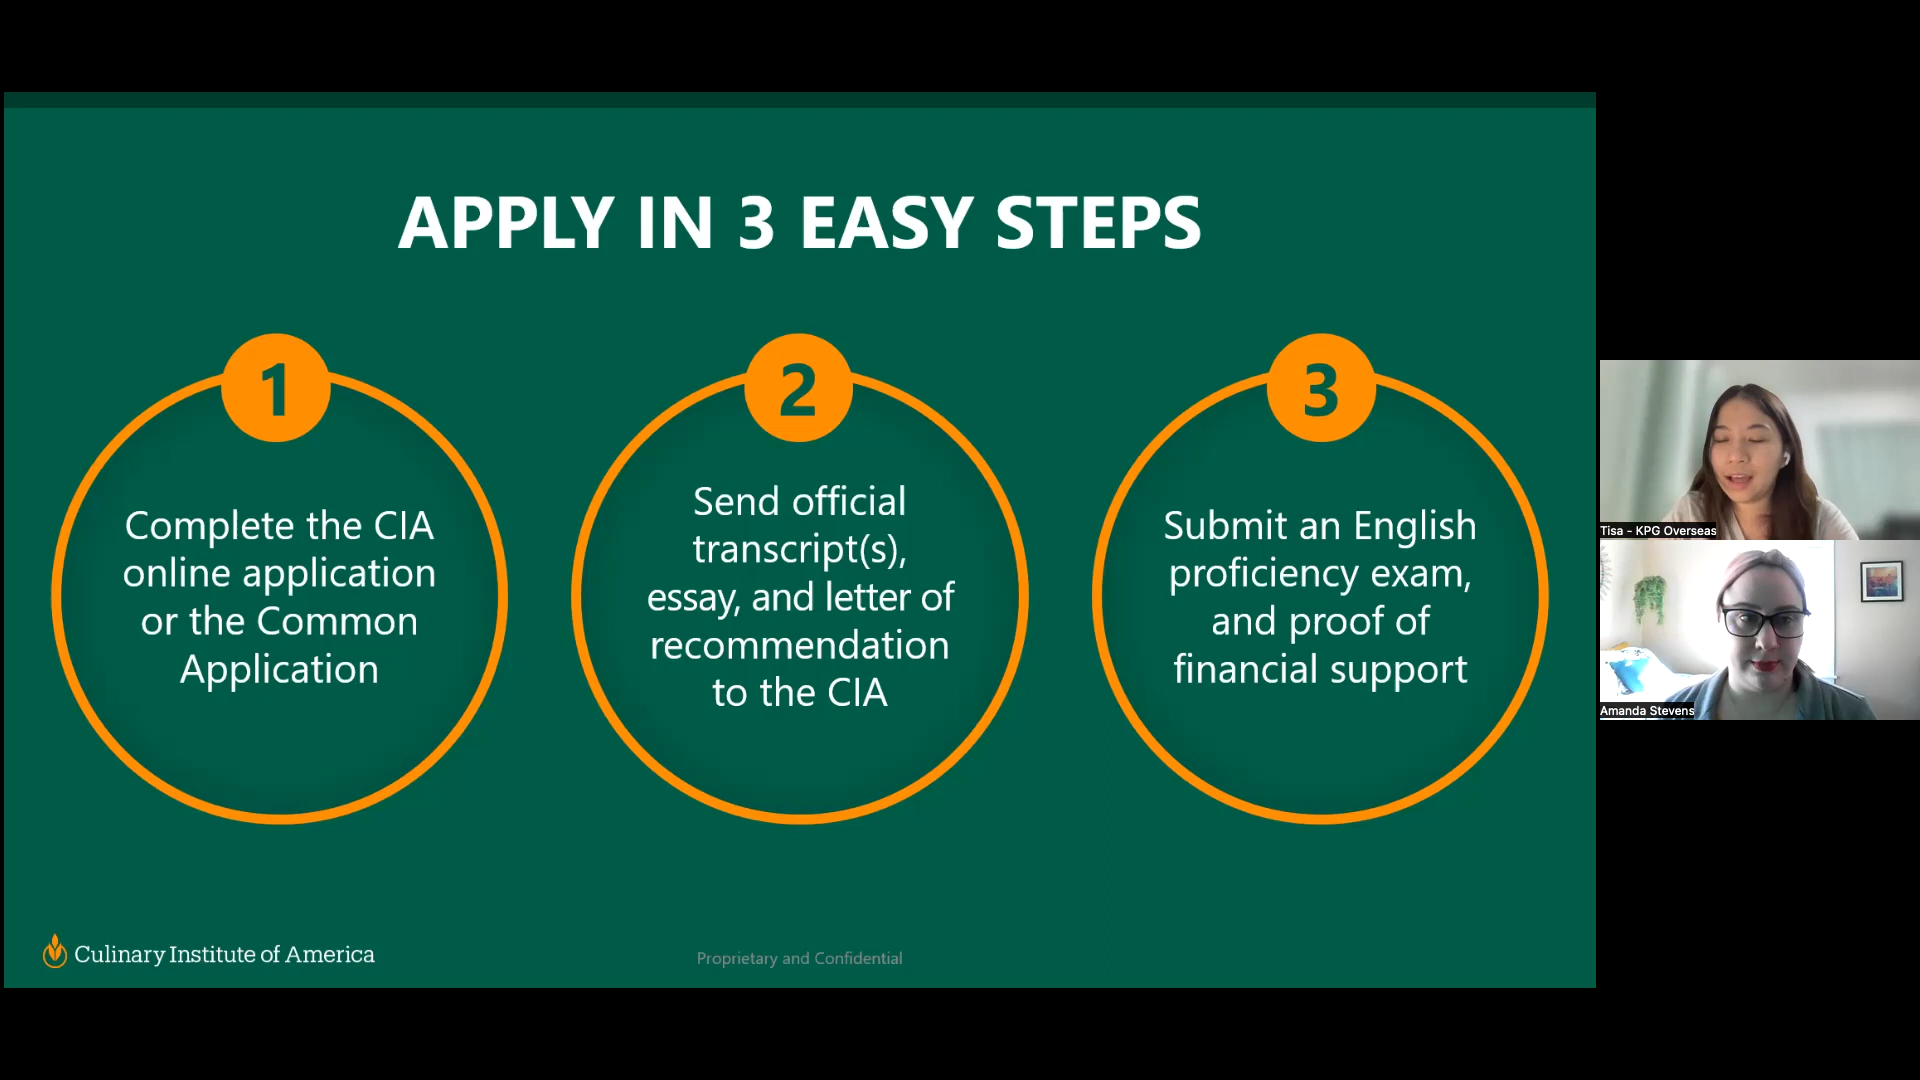 APPLY IN 3 EASY STEPS
1
Complete the CIA
online application
or the Common
Application
2
Send official
transcript(s),
essay, and letter of
recommendation
to the CIA
3
Submit an English
proficiency exam,
and proof of
financial support
Culinary Institute of America
Proprietary and Confidential
Tisa - KPG Overseas
Amanda Stevens